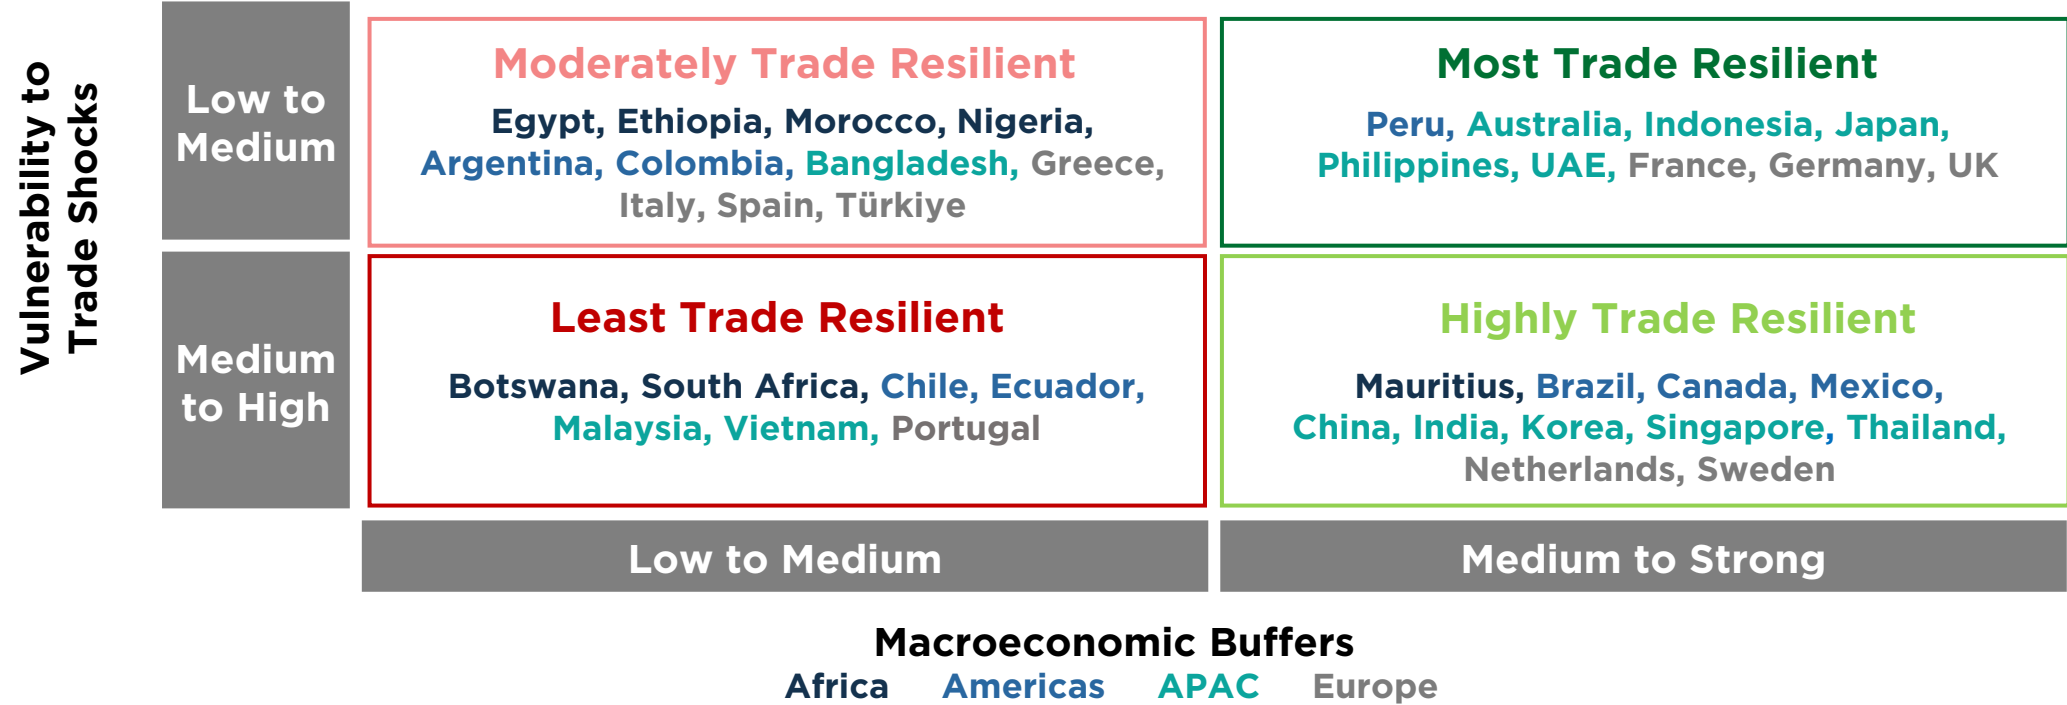 Vulnerability to
Trade Shocks
Low to
Medium
Moderately Trade Resilient
Egypt, Ethiopia, Morocco, Nigeria,
Argentina, Colombia, Bangladesh, Greece,
Italy, Spain, Türkiye
Most Trade Resilient
Peru, Australia, Indonesia, Japan,
Philippines, UAE, France, Germany, UK
Medium
to High
Least Trade Resilient
Botswana, South Africa, Chile, Ecuador,
Malaysia, Vietnam, Portugal
Highly Trade Resilient
Mauritius, Brazil, Canada, Mexico,
China, India, Korea, Singapore, Thailand,
Netherlands, Sweden
Low to Medium
Medium to Strong
Macroeconomic Buffers
Africa Americas APAC Europe